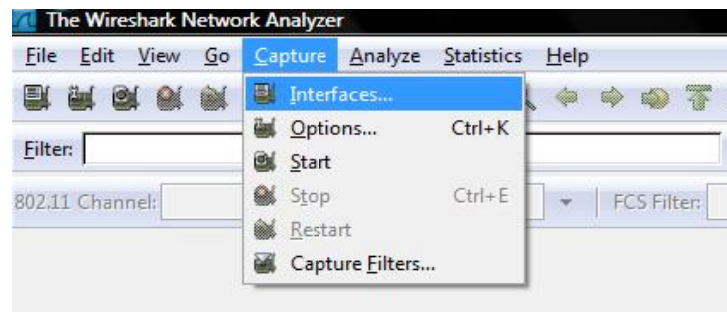 The Wireshark Network Analyzer
File Edit View Go Capture Analyze Statistics Help
Interfaces...
Options... Ctrl+K
Filter:
Start
802.11 Channel: Stop Ctrl+E FCS Filter:
Restart
Capture Filters...